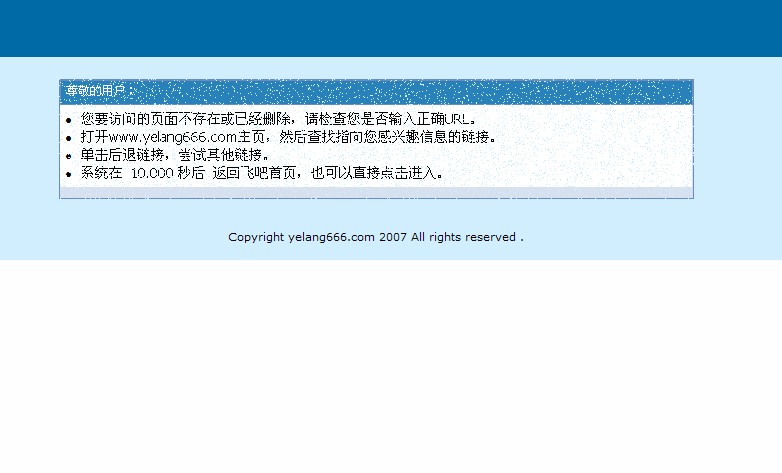 尊敬的用户：
您要访问的页面不存在或已经删除，请检查您是否输入正确URL。
打开www.yelang666.com主页，然后查找指向您感兴趣信息的链接。
单击后退链接，尝试其他链接。
系统在 10.000 秒后 返回飞吧首页，也可以直接点击进入。
Copyright yelang666.com 2007 All rights reserved .